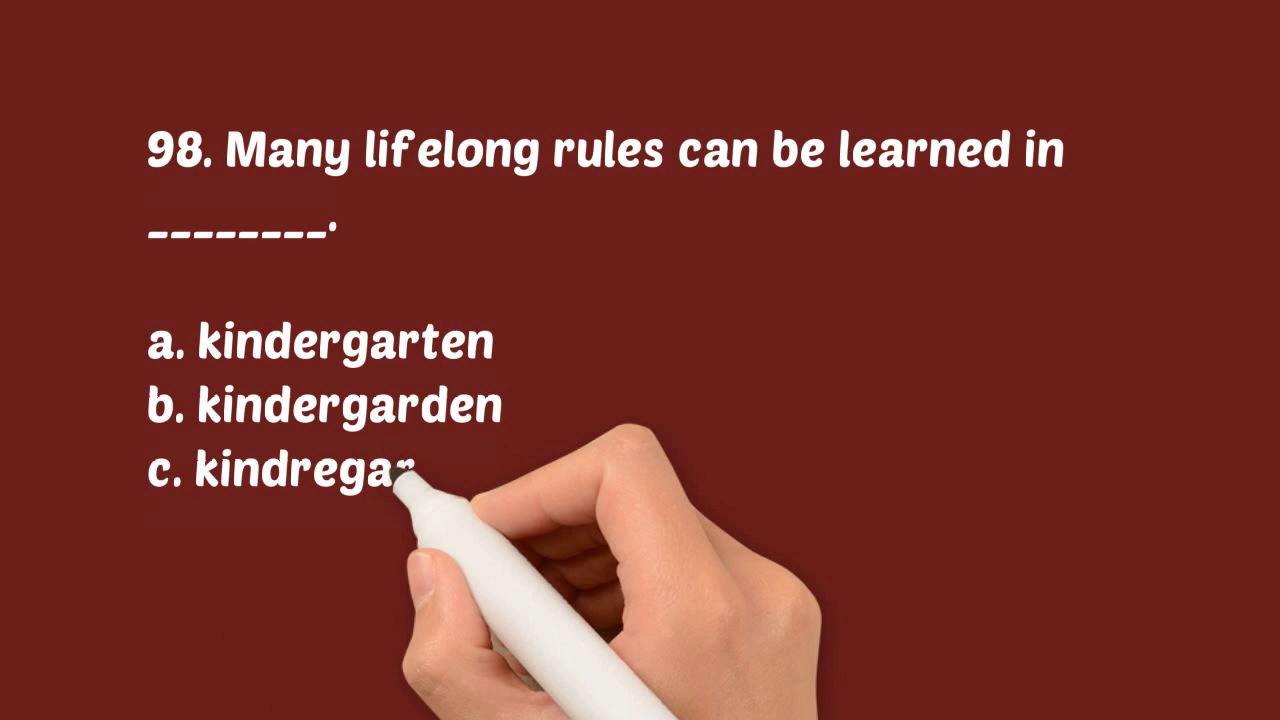 98. Many lifelong rules can be learned in
________.
a. kindergarten
b. kindergarden
c. kindregar